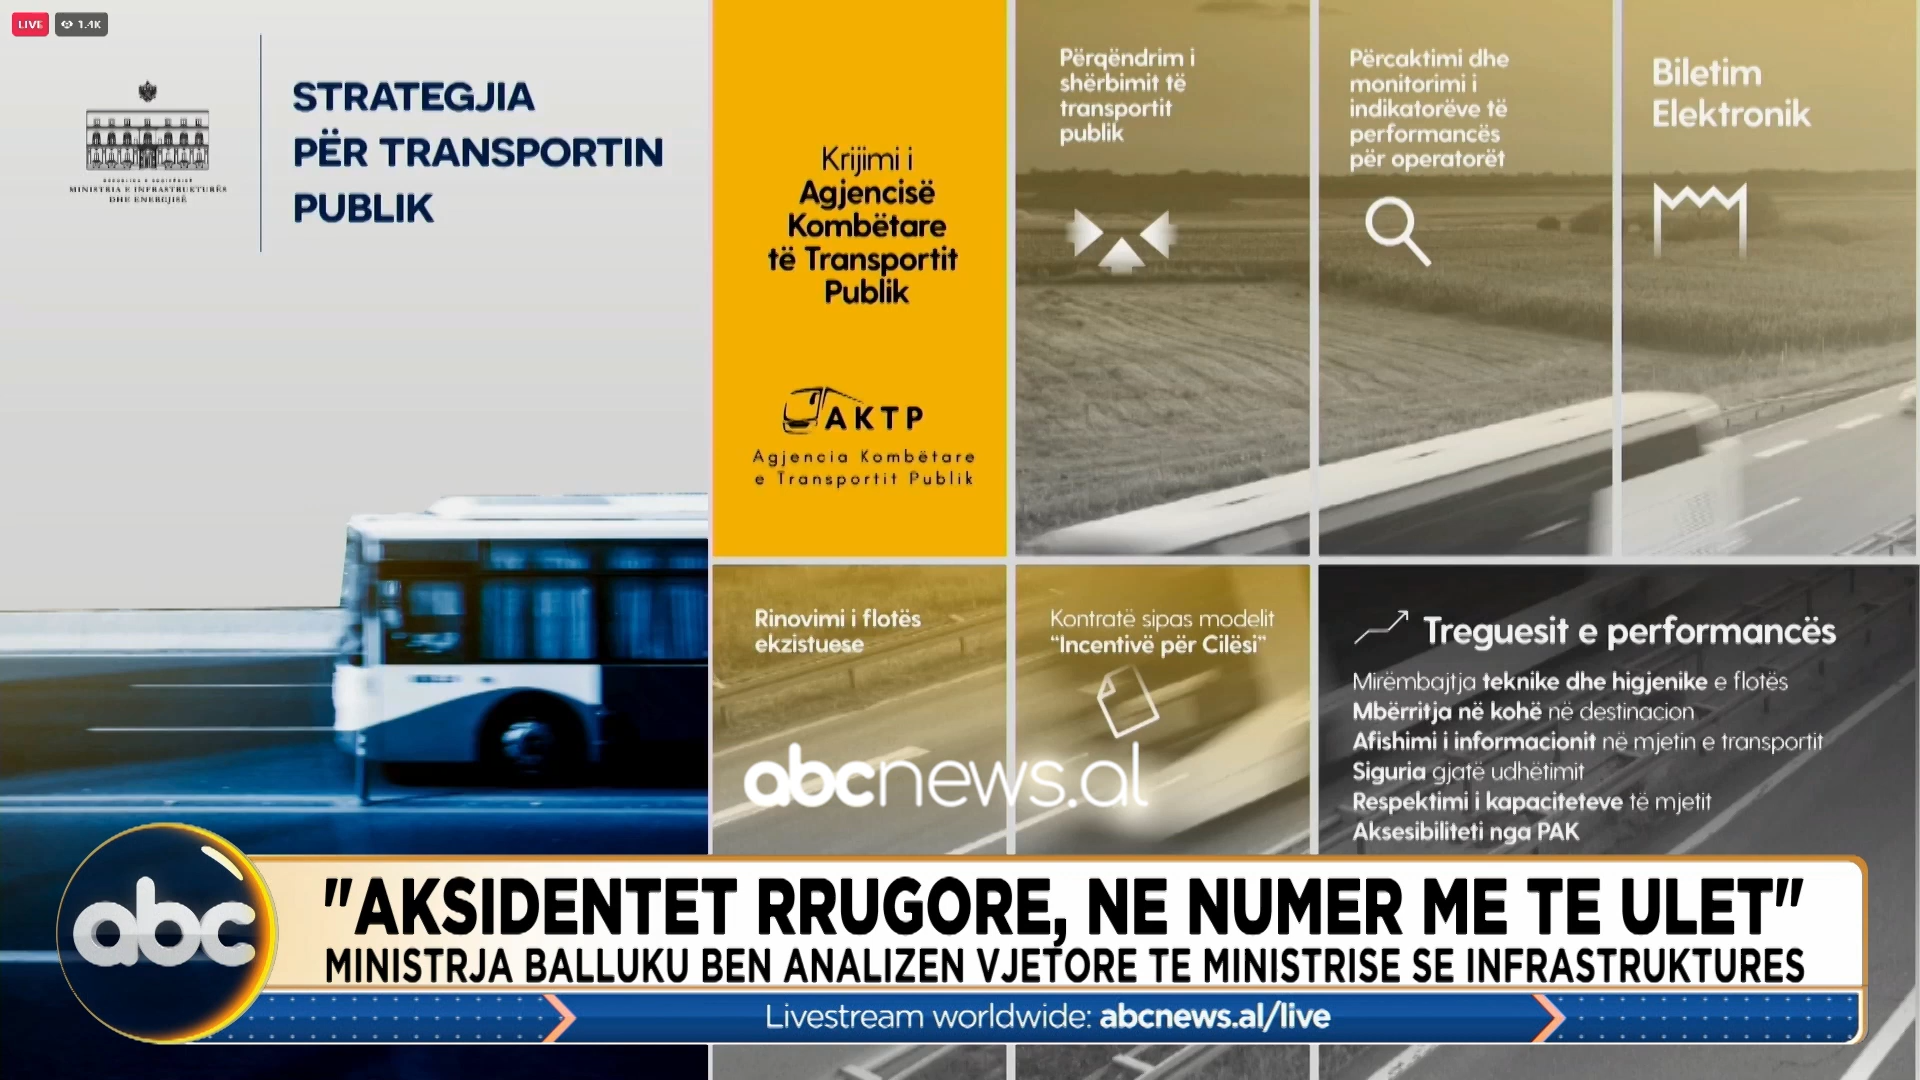 LIVE
1.4K
REPUBLIKA E SHQIPËRISË
MINISTRIA E INFRASTRUKTURËS
DHE ENERGJISË
STRATEGJIA
PËR TRANSPORTIN
PUBLIK
Krijimi i
Agjencisë
Kombëtare
të Transportit
Publik
AKTP
Agjencia Kombëtare
e Transportit Publik
Përqëndrim i
shërbimit të
transportit
publik
Përcaktimi dhe
monitorimi i
indikatorëve të
performancës
për operatorët
Biletim
Elektronik
Rinovimi i flotës
ekzistuese
Kontratë sipas modelit
“Incentivë për Cilësi”
Treguesit e performancës
Mirëmbajtja teknike dhe higjenike e flotës
Mbërritja në kohë në destinacion
Afishimi i informacionit në mjetin e transportit
Siguria gjatë udhëtimit
Respektimi i kapaciteteve të mjetit
Aksesibiliteti nga PAK
abcnews.al
abc
"AKSIDENTET RRUGORE, NE NUMER ME TE ULET"
MINISTRJA BALLUKU BEN ANALIZEN VJETORE TE MINISTRISE SE INFRASTRUKTURES
Livestream worldwide: abcnews.al/live